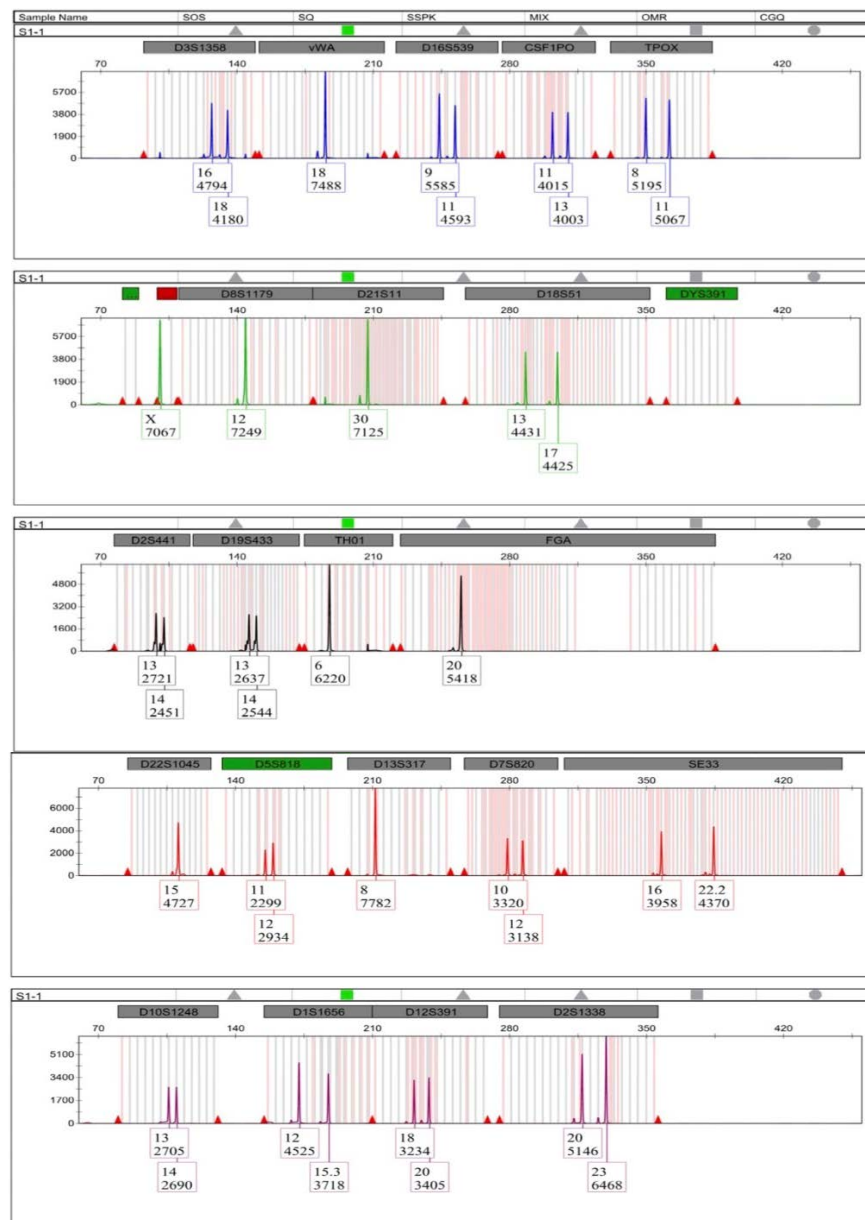 Sample Name SOS SQ SSPK MIX OMR CGQ
S1-1
D3S1358 vWA D16S539 CSF1PO TPOX
70 140 210 280 350 420
5700
3800
1900
0
16 18 9 11 8
4794 7488 5585 4015 5195
18 11 13 11
4180 4593 4003 5067
S1-1
... D8S1179 D21S11 D18S51 DYS391
70 140 210 280 350 420
5700
3800
1900
0
X 12 30 13
7067 7249 7125 4431
17
4425
S1-1
D2S441 D19S433 TH01 FGA
70 140 210 280 350 420
4800
3200
1600
0
13 13 6 20
2721 2637 6220 5418
14 14
2451 2544
D22S1045 D5S818 D13S317 D7S820 SE33
70 140 210 280 350 420
6000
4000
2000
0
15 11 8 10 16 22.2
4727 2299 7782 3320 3958 4370
12 12
2934 3138
S1-1
D10S1248 D1S1656 D12S391 D2S1338
70 140 210 280 350 420
5100
3400
1700
0
13 12 18 20
2705 4525 3234 5146
14 15.3 20 23
2690 3718 3405 6468